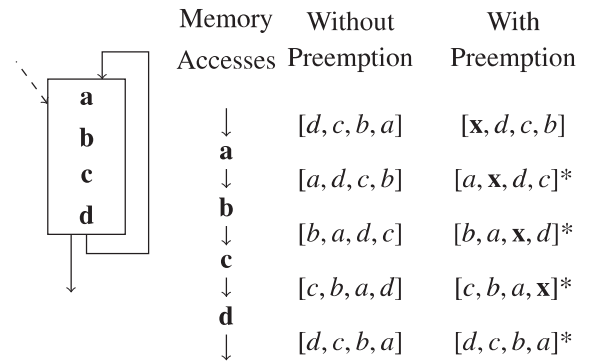 Memory Without With
Accesses Preemption Preemption
a
b
c
d
[d, c, b, a] [x, d, c, b]
a
[a, d, c, b] [a, x, d, c]*
b
[b, a, d, c] [b, a, x, d]*
c
[c, b, a, d] [c, b, a, x]*
d
[d, c, b, a] [d, c, b, a]*